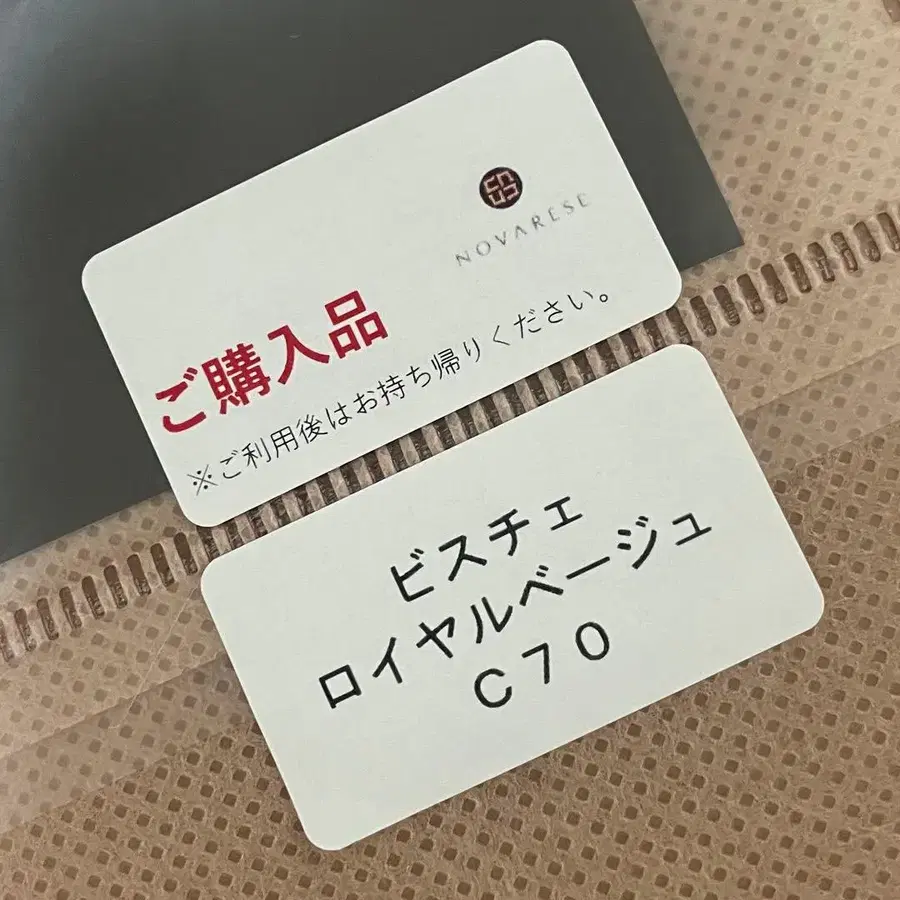 NOVARESE
ご購入品
※ご利用後はお持ち帰りください。
ビスチェ
ロイヤルベージュ
C70